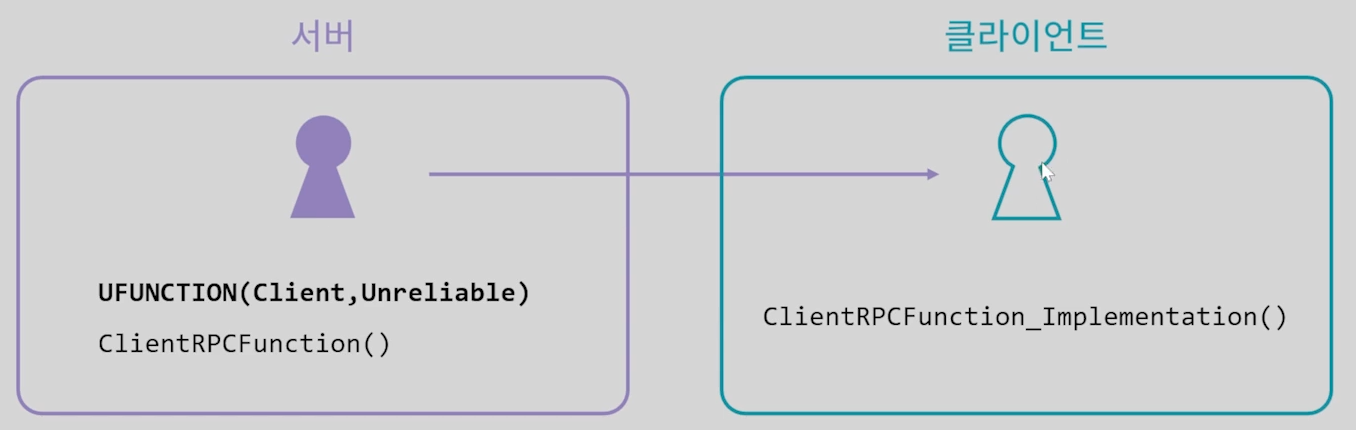 서버
클라이언트
UFUNCTION(Client,Unreliable)
ClientRPCFunction()
ClientRPCFunction_Implementation()